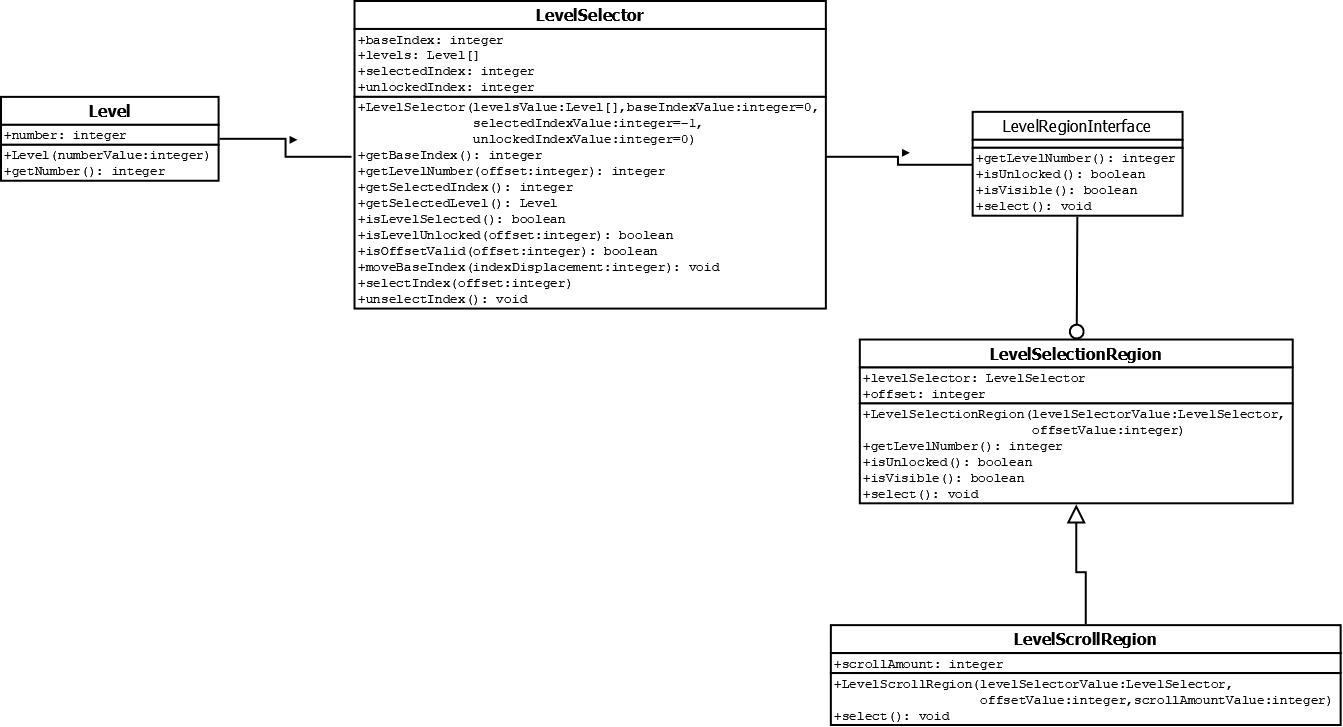 LevelSelector
+baseIndex: integer
+levels: Level[]
+selectedIndex: integer
+unlockedIndex: integer
+LevelSelector(levelsValue:Level[],baseIndexValue:integer=0,
selectedIndexValue:integer=-1,
unlockedIndexValue:integer=0)
+getBaseIndex(): integer
+getLevelNumber(offset:integer): integer
+getSelectedIndex(): integer
+getSelectedLevel(): Level
+isLevelSelected(): boolean
+isLevelUnlocked(offset:integer): boolean
+isOffsetValid(offset:integer): boolean
+moveBaseIndex(indexDisplacement:integer): void
+selectIndex(offset:integer)
+unselectIndex(): void
Level
+number: integer
+Level(numberValue:integer)
+getNumber(): integer
LevelRegionInterface
+getLevelNumber(): integer
+isUnlocked(): boolean
+isVisible(): boolean
+select(): void
LevelSelectionRegion
+levelSelector: LevelSelector
+offset: integer
+LevelSelectionRegion(levelSelectorValue:LevelSelector,
offsetValue:integer)
+getLevelNumber(): integer
+isUnlocked(): boolean
+isVisible(): boolean
+select(): void
LevelScrollRegion
+scrollAmount: integer
+LevelScrollRegion(levelSelectorValue:LevelSelector,
offsetValue:integer,scrollAmountValue:integer)
+select(): void